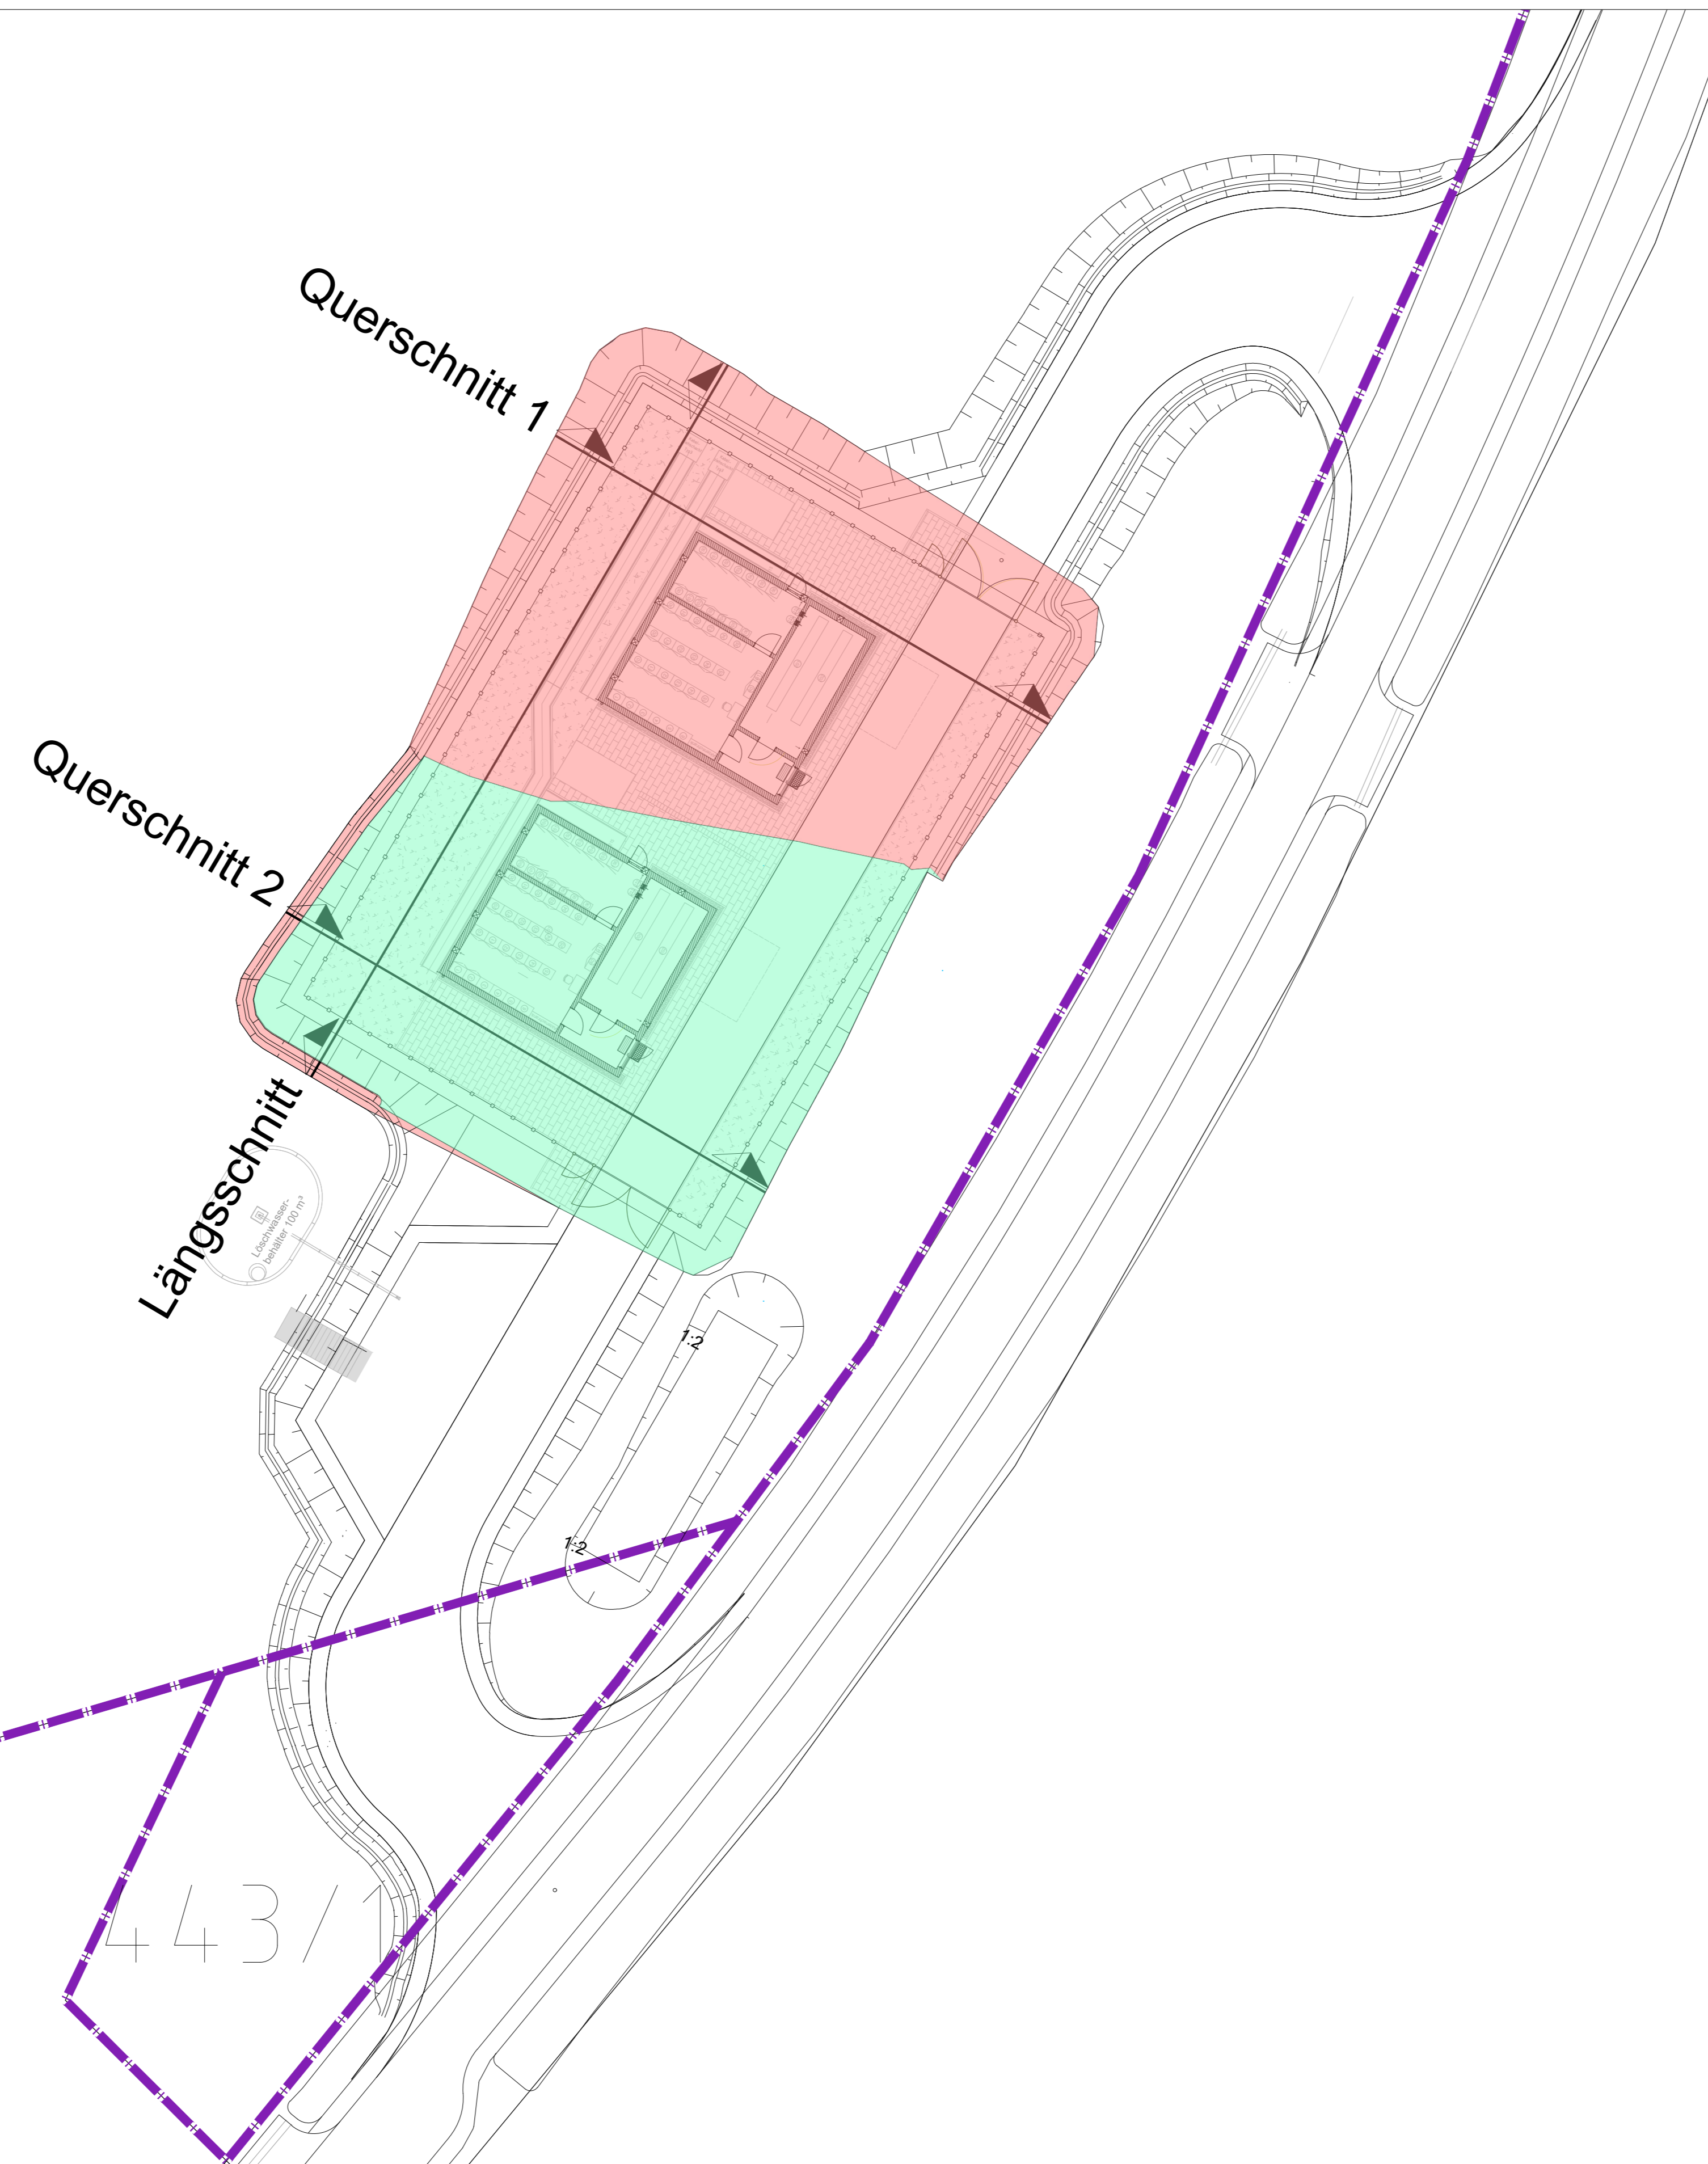 Querschnitt 1
Querschnitt 2
Längsschnitt
Löschwasser-
behälter 100 m³
1:2
1:2
443/1